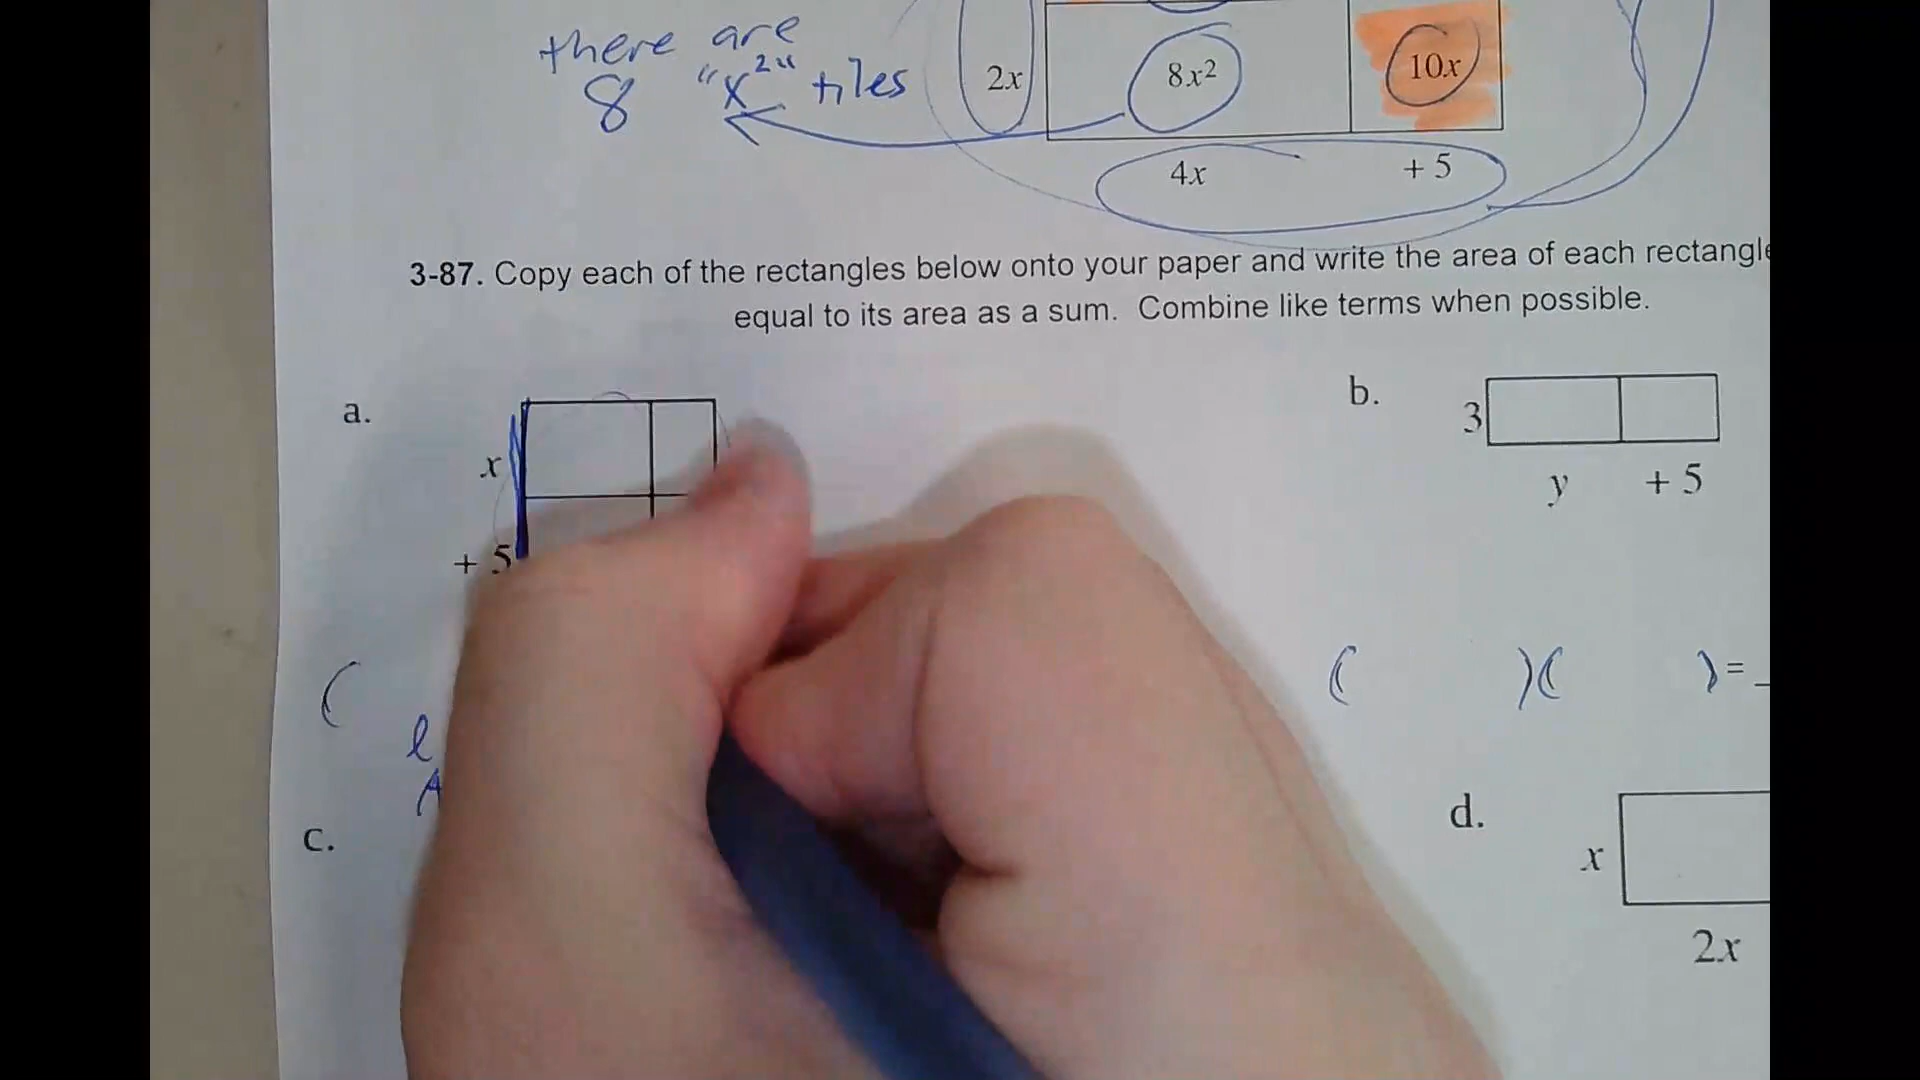 there are
8 "x²" tiles
2x 8x² 10x
4x + 5
3-87. Copy each of the rectangles below onto your paper and write the area of each rectangle
equal to its area as a sum. Combine like terms when possible.
a.
x
+ 5
b.
3
y + 5
(
l
A
( )( ) =
c.
d.
x
2x